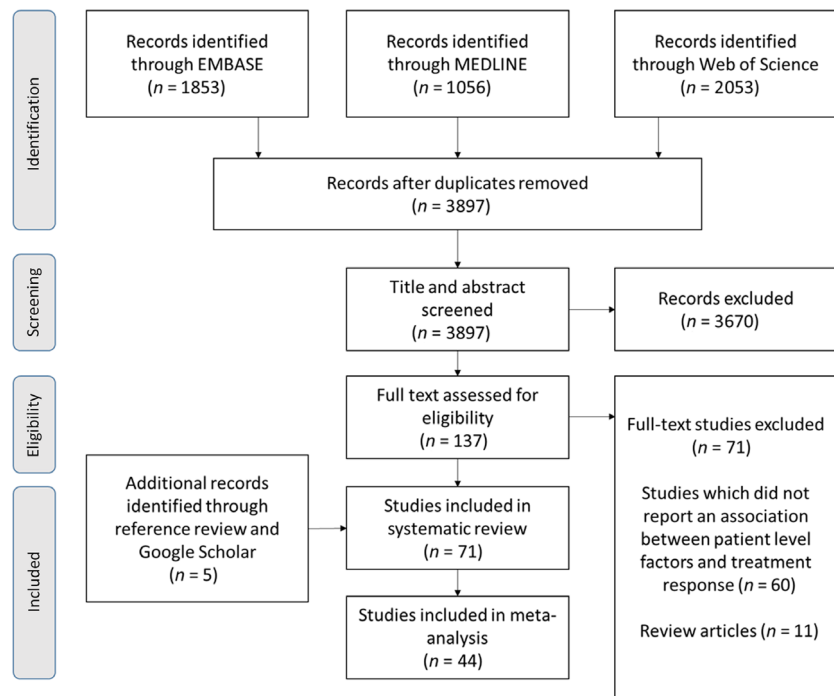 Identification
Records identified
through EMBASE
(n = 1853)
Records identified
through MEDLINE
(n = 1056)
Records identified
through Web of Science
(n = 2053)
Records after duplicates removed
(n = 3897)
Screening
Title and abstract
screened
(n = 3897)
Records excluded
(n = 3670)
Eligibility
Full text assessed for
eligibility
(n = 137)
Full-text studies excluded
(n = 71)
Studies which did not
report an association
between patient level
factors and treatment
response (n = 60)
Review articles (n = 11)
Included
Additional records
identified through
reference review and
Google Scholar
(n = 5)
Studies included in
systematic review
(n = 71)
Studies included in meta-
analysis
(n = 44)